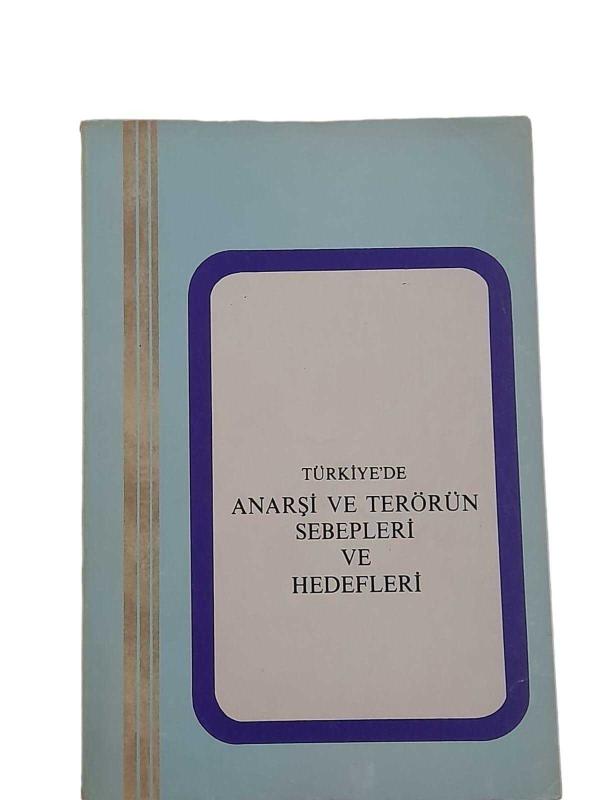 TÜRKİYE'DE
ANARŞİ VE TERÖRÜN
SEBEPLERİ
VE
HEDEFLERİ